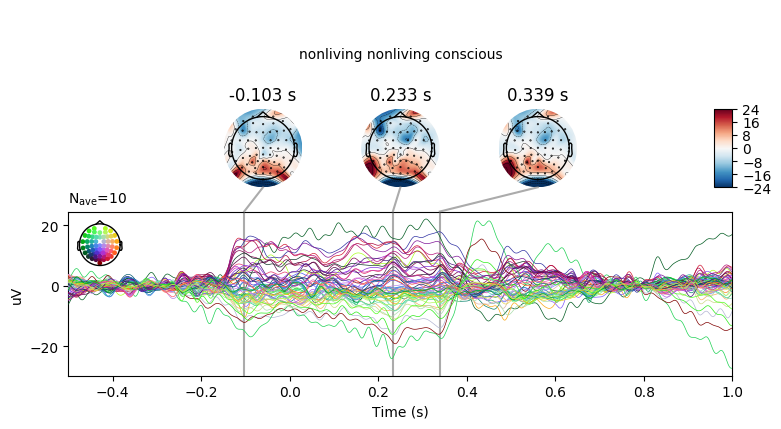 nonliving nonliving conscious
-0.103 s 0.233 s 0.339 s
24
16
8
0
−8
−16
−24
Nave=10
20
0
−20
uV
−0.4 −0.2 0.0 0.2 0.4 0.6 0.8 1.0
Time (s)